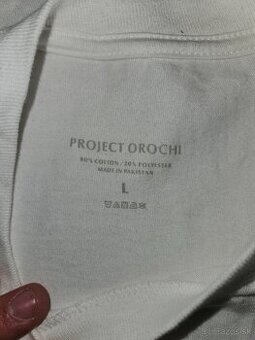 PROJECT OROCHI
80% COTTON / 20% POLYESTER
MADE IN PAKISTAN
L